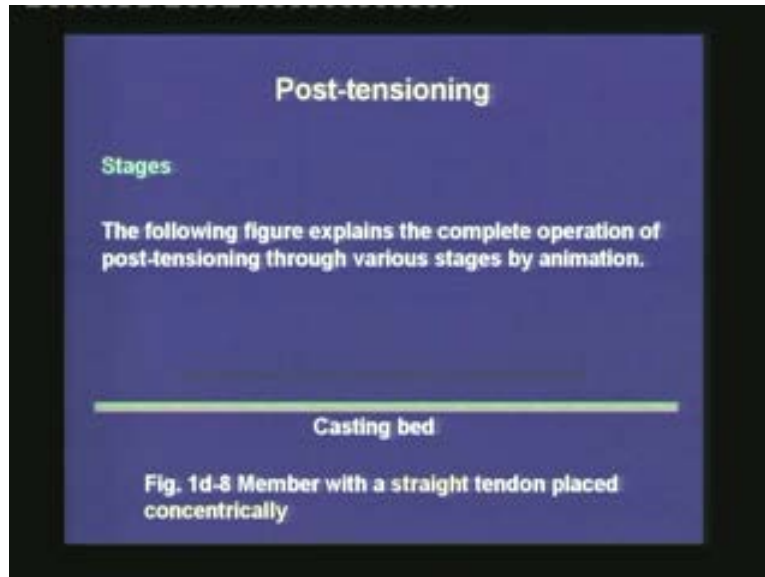 Post-tensioning
Stages
The following figure explains the complete operation of
post-tensioning through various stages by animation.
Casting bed
Fig. 1d-8 Member with a straight tendon placed
concentrically